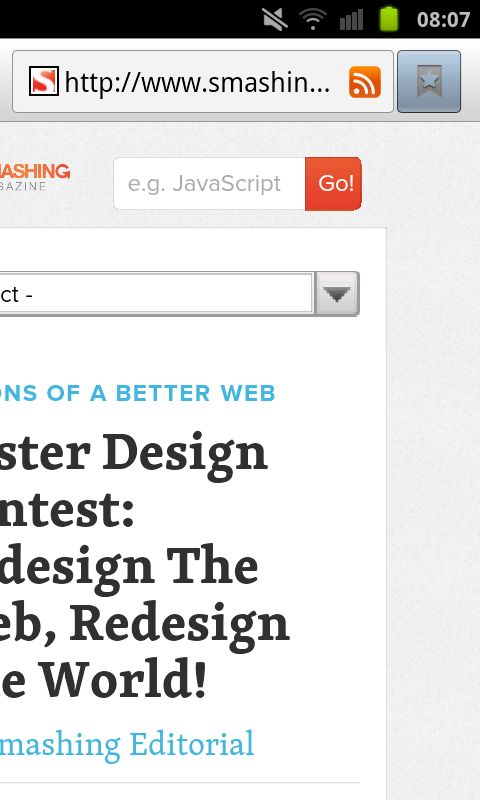 08:07
http://www.smashin...
MASHING
GAZINE
e.g. JavaScript
Go!
ct -
ONS OF A BETTER WEB
ster Design
ntest:
design The
eb, Redesign
e World!
mashing Editorial